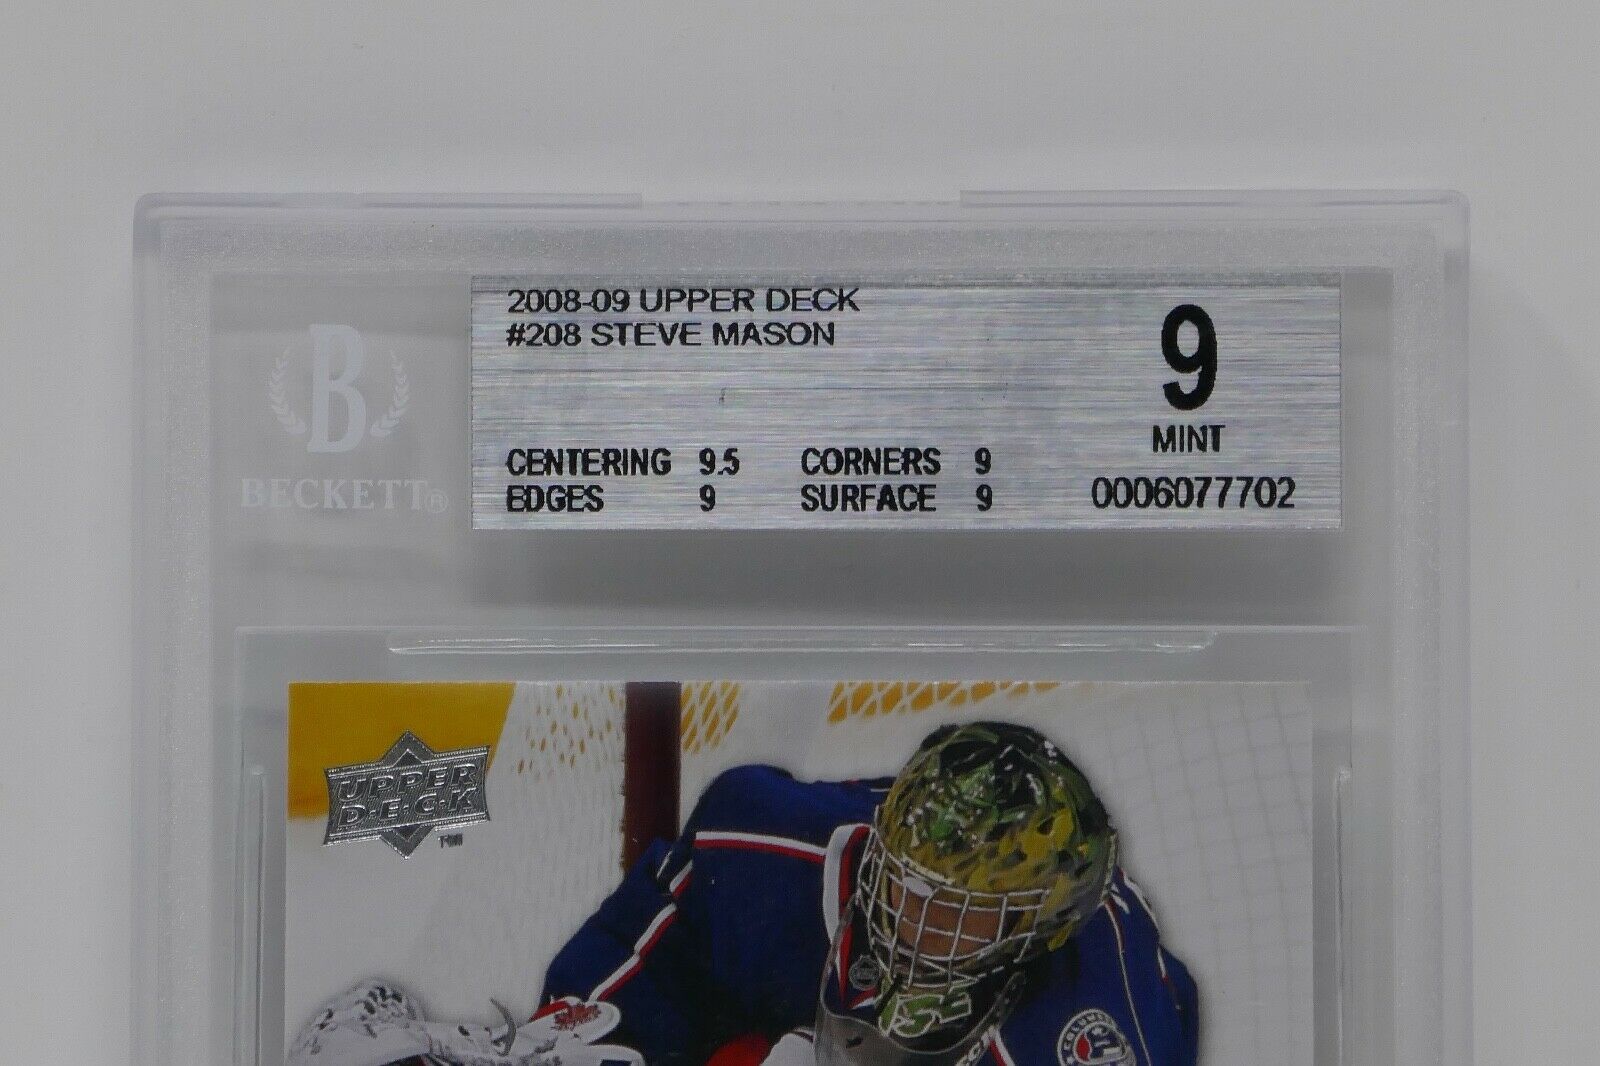 2008-09 UPPER DECK
#208 STEVE MASON
9
MINT
CENTERING 9.5 CORNERS 9
EDGES 9 SURFACE 9
0006077702
B
BECKETT®
UPPER
D·E·C·K
TM